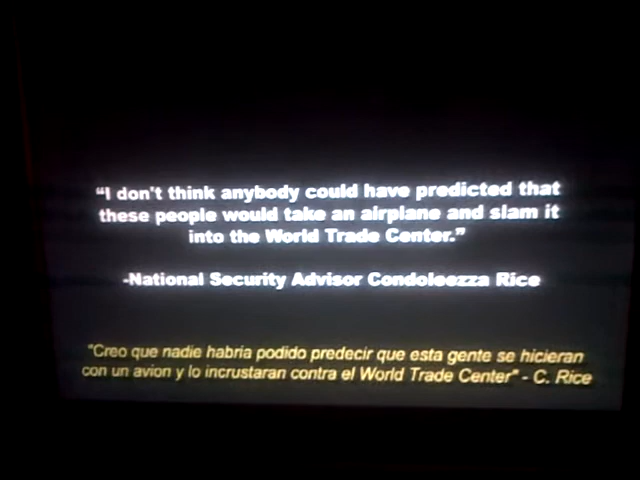 “I don't think anybody could have predicted that
these people would take an airplane and slam it
into the World Trade Center.”
-National Security Advisor Condoleezza Rice
"Creo que nadie habria podido predecir que esta gente se hicieran
con un avion y lo incrustaran contra el World Trade Center" - C. Rice